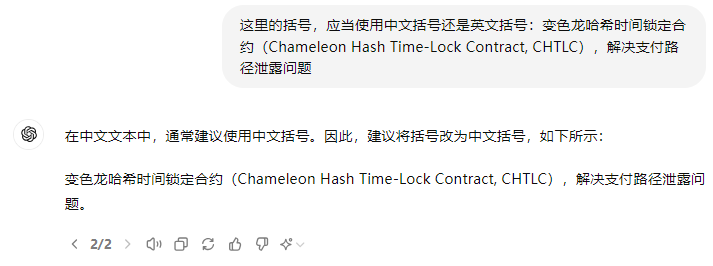 这里的括号，应当使用中文括号还是英文括号：变色龙哈希时间锁定合
约（Chameleon Hash Time-Lock Contract, CHTLC），解决支付路
径泄露问题
在中文文本中，通常建议使用中文括号。因此，建议将括号改为中文括号，如下所示：
变色龙哈希时间锁定合约（Chameleon Hash Time-Lock Contract, CHTLC），解决支付路径泄露问
题。
2/2